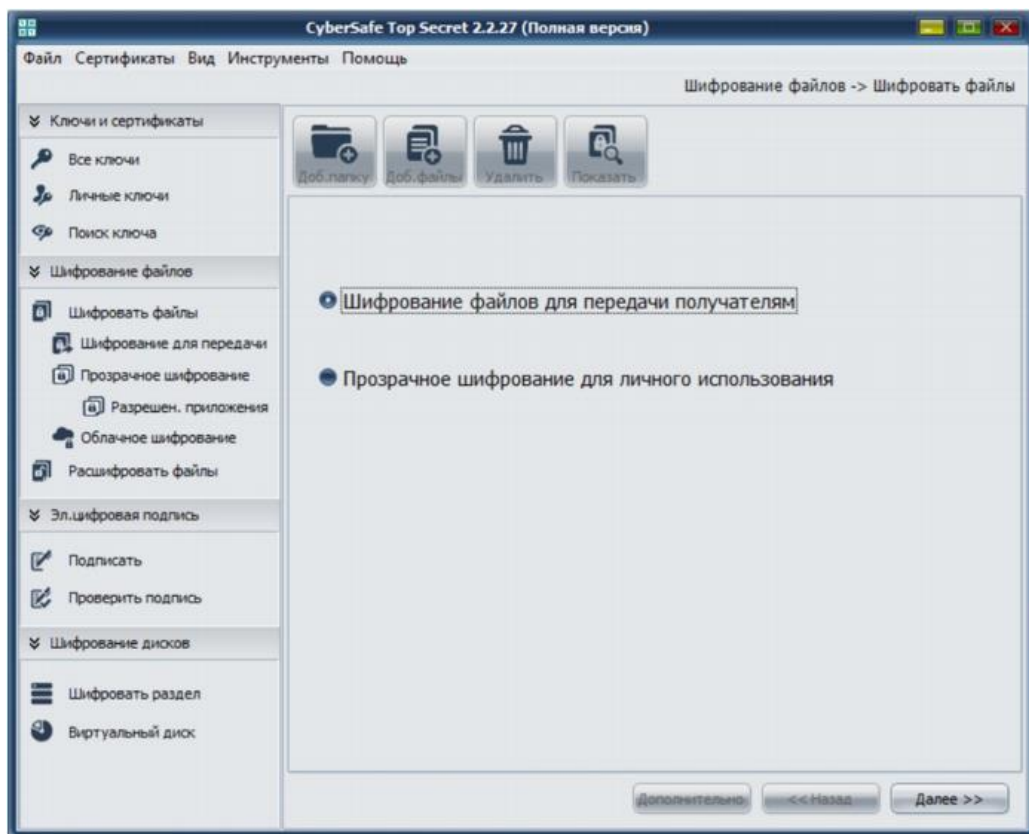 CyberSafe Top Secret 2.2.27 (Полная версия)
Файл Сертификаты Вид Инструменты Помощь
Шифрование файлов -> Шифровать файлы
Ключи и сертификаты
Все ключи
Личные ключи
Поиск ключа
Шифрование файлов
Шифровать файлы
Шифрование для передачи
Прозрачное шифрование
Разрешен. приложения
Облачное шифрование
Расшифровать файлы
Эл.цифровая подпись
Подписать
Проверить подпись
Шифрование дисков
Шифровать раздел
Виртуальный диск
Доб.папку Доб.файлы Удалить Показать
Шифрование файлов для передачи получателям
Прозрачное шифрование для личного использования
Дополнительно << Назад Далее >>